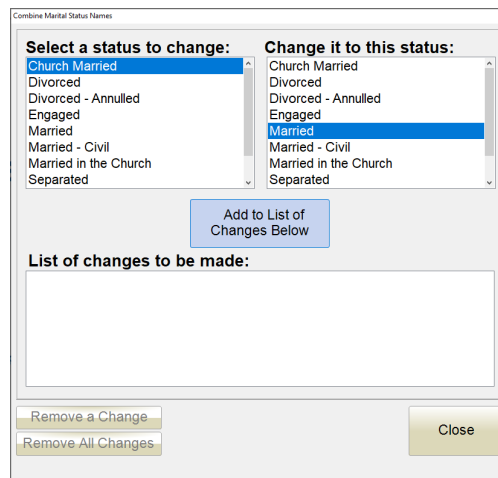 Combine Marital Status Names
Select a status to change:
Church Married
Divorced
Divorced - Annulled
Engaged
Married
Married - Civil
Married in the Church
Separated
Change it to this status:
Church Married
Divorced
Divorced - Annulled
Engaged
Married
Married - Civil
Married in the Church
Separated
Add to List of
Changes Below
List of changes to be made:
Remove a Change
Remove All Changes
Close